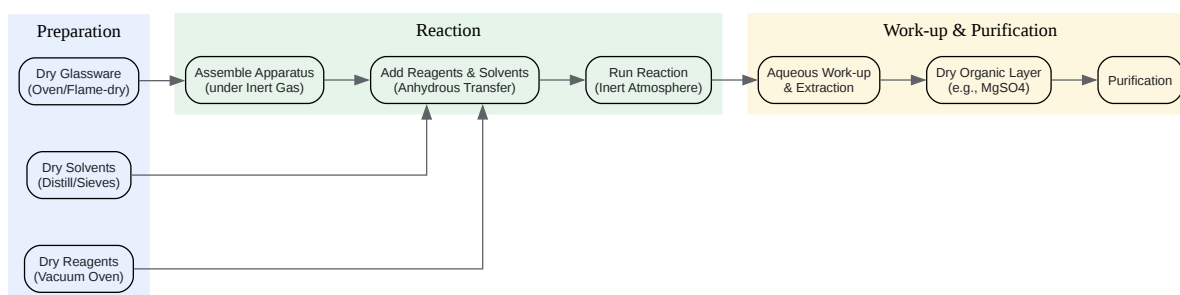 Preparation
Reaction
Work-up & Purification
Dry Glassware
(Oven/Flame-dry)
Assemble Apparatus
(under Inert Gas)
Add Reagents & Solvents
(Anhydrous Transfer)
Run Reaction
(Inert Atmosphere)
Aqueous Work-up
& Extraction
Dry Organic Layer
(e.g., MgSO4)
Purification
Dry Solvents
(Distill/Sieves)
Dry Reagents
(Vacuum Oven)